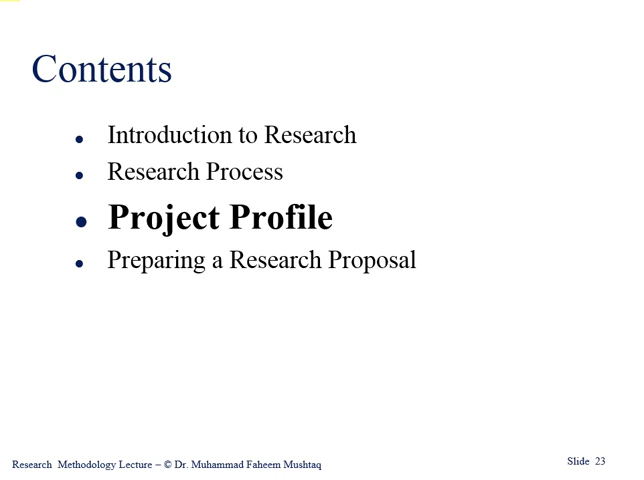 Contents
● Introduction to Research
● Research Process
● Project Profile
● Preparing a Research Proposal
Research Methodology Lecture – © Dr. Muhammad Faheem Mushtaq
Slide 23